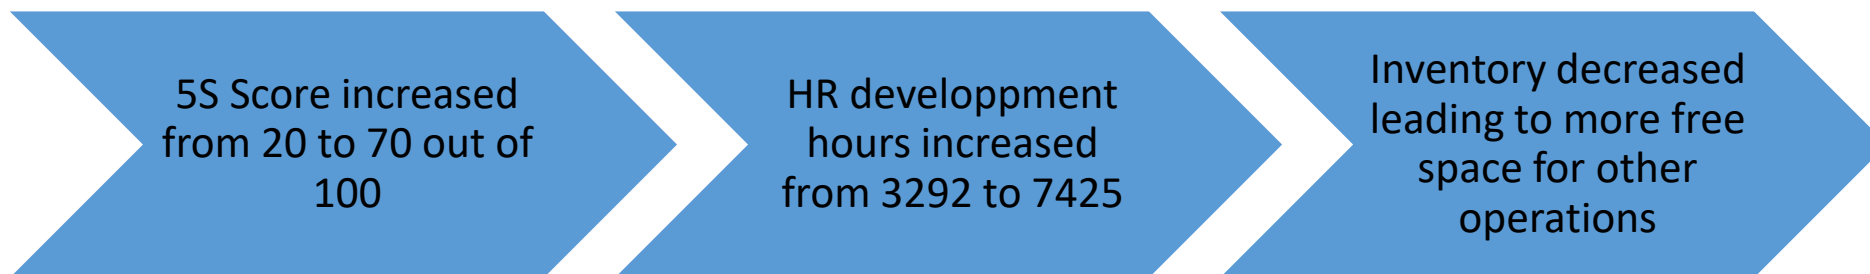 5S Score increased
from 20 to 70 out of
100
HR developpment
hours increased
from 3292 to 7425
Inventory decreased
leading to more free
space for other
operations